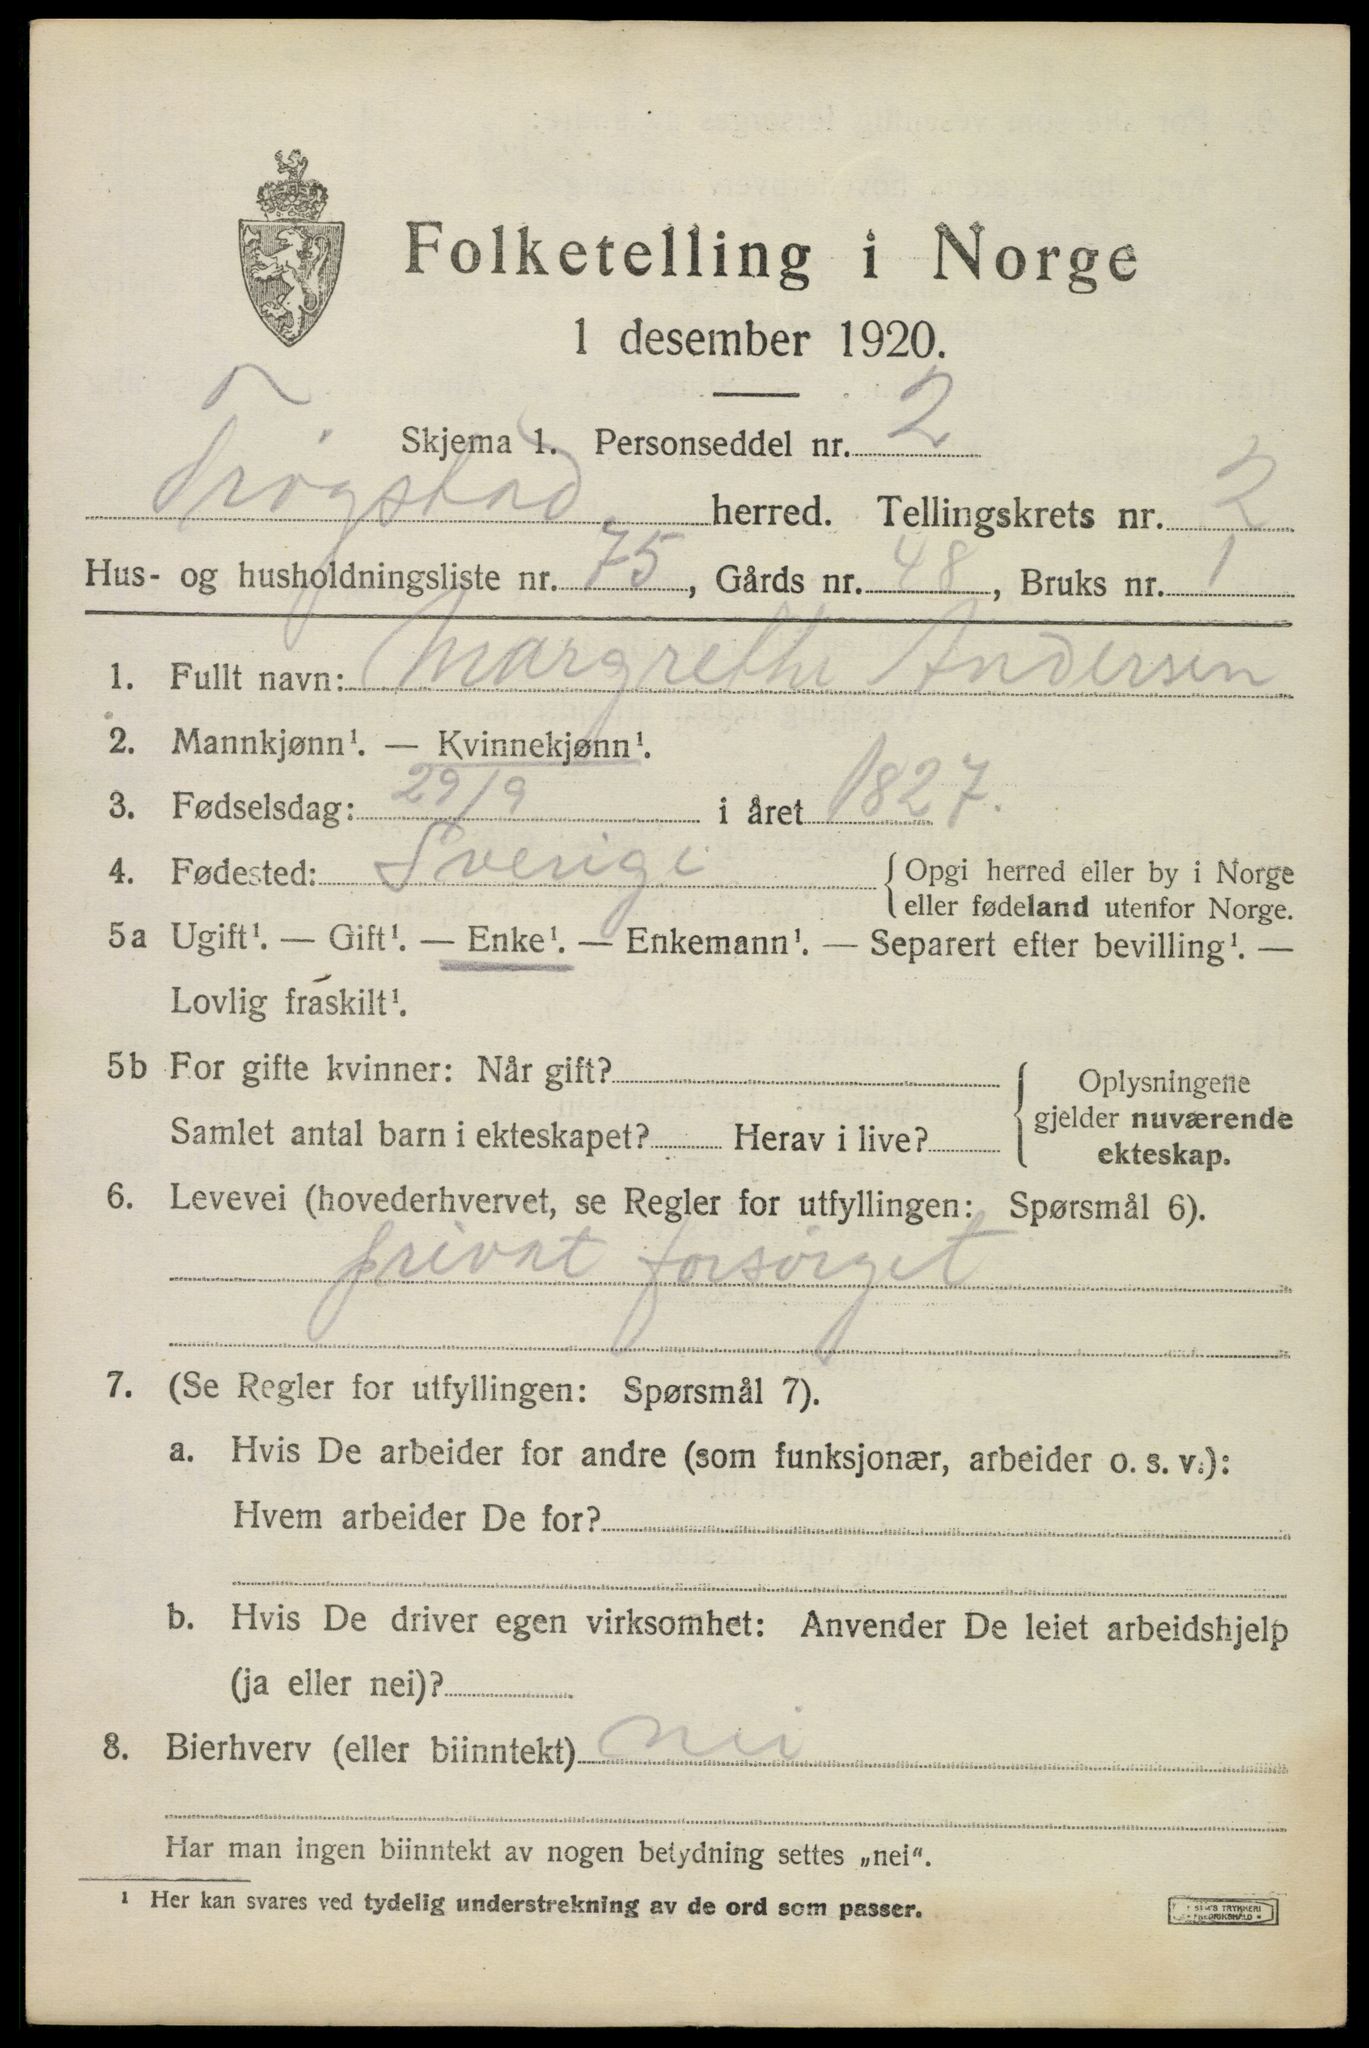 Folketelling i Norge
1 desember 1920.
Skjema 1. Personseddel nr. 2
Trøgstad herred. Tellingskrets nr. 2
Hus- og husholdningsliste nr. 75, Gårds nr. 48, Bruks nr. 1
1. Fullt navn: Margrethe Andersen
2. Mannkjønn¹. — Kvinnekjønn¹.
3. Fødselsdag: 29/9 i året 1827.
4. Fødested: Sverige { Opgi herred eller by i Norge
eller fødeland utenfor Norge.
5a Ugift¹. — Gift¹. — Enke¹. — Enkemann¹. — Separert efter bevilling¹. —
Lovlig fraskilt¹.
5b For gifte kvinner: Når gift?
Samlet antal barn i ekteskapet? Herav i live?
{ Oplysningene
gjelder nuværende
ekteskap.
6. Levevei (hovederhvervet, se Regler for utfyllingen: Spørsmål 6).
privat forsørget
7. (Se Regler for utfyllingen: Spørsmål 7).
a. Hvis De arbeider for andre (som funksjonær, arbeider o. s. v.):
Hvem arbeider De for?
b. Hvis De driver egen virksomhet: Anvender De leiet arbeidshjelp
(ja eller nei)?
8. Bierhverv (eller biinntekt) nei
Har man ingen biinntekt av nogen betydning settes „nei“.
¹ Her kan svares ved tydelig understrekning av de ord som passer.
TRYKKERI
FREDRIKSHALD